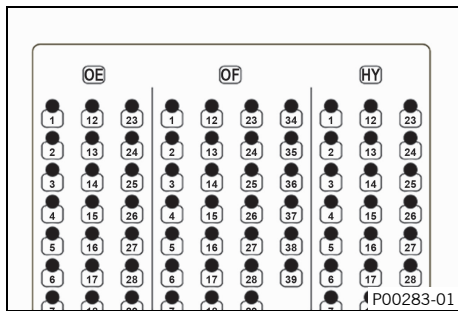 OE OF HY
1 12 23 1 12 23 34 1 12 23
2 13 24 2 13 24 35 2 13 24
3 14 25 3 14 25 36 3 14 25
4 15 26 4 15 26 37 4 15 26
5 16 27 5 16 27 38 5 16 27
6 17 28 6 17 28 39 6 17 28
P00283-01